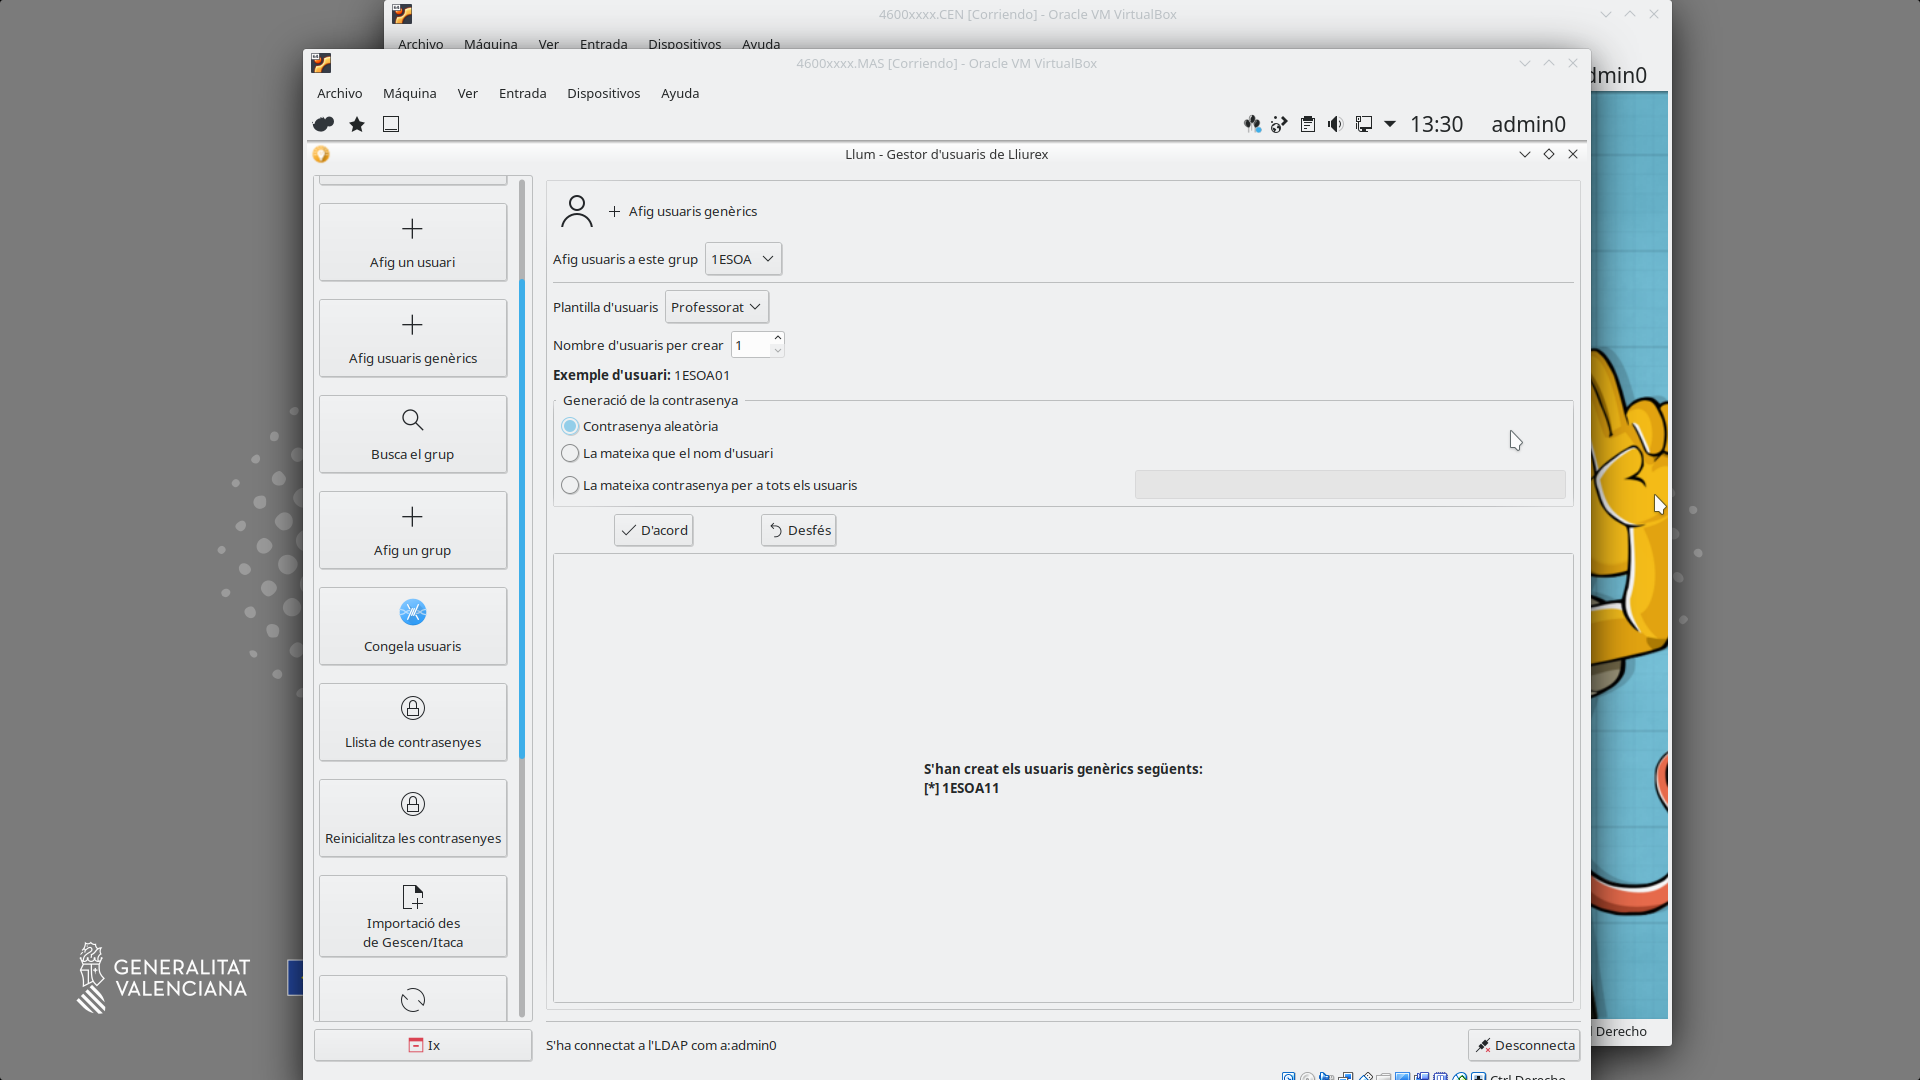 4600xxxx.CEN [Corriendo] - Oracle VM VirtualBox
Archivo Máquina Ver Entrada Dispositivos Ayuda
4600xxxx.MAS [Corriendo] - Oracle VM VirtualBox
dmin0
Archivo Máquina Ver Entrada Dispositivos Ayuda
13:30 admin0
Llum - Gestor d'usuaris de Lliurex
Afig un usuari
Afig usuaris genèrics
Busca el grup
Afig un grup
Congela usuaris
Llista de contrasenyes
Reinicialitza les contrasenyes
Importació des
de Gescen/Itaca
Ix
Afig usuaris genèrics
Afig usuaris a este grup 1ESOA
Plantilla d'usuaris Professorat
Nombre d'usuaris per crear 1
Exemple d'usuari: 1ESOA01
Generació de la contrasenya
Contrasenya aleatòria
La mateixa que el nom d'usuari
La mateixa contrasenya per a tots els usuaris
D'acord Desfés
S'han creat els usuaris genèrics següents:
[*] 1ESOA11
S'ha connectat a l'LDAP com a:admin0
Desconnecta
Ctrl Derecho
Derecho
GENERALITAT
VALENCIANA